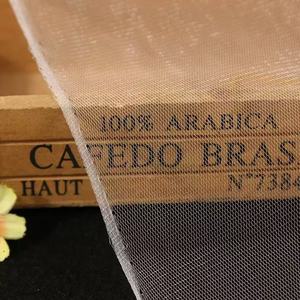 100% ARABICA
CAFEDO BRAS
HAUT N°7384